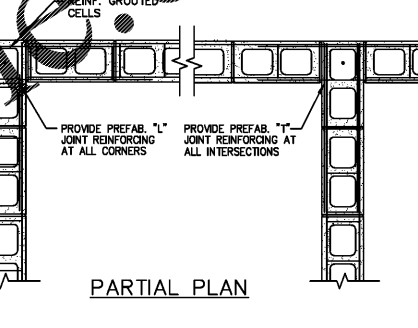 REINF. GROUTED
CELLS
PROVIDE PREFAB. "L"
JOINT REINFORCING
AT ALL CORNERS
PROVIDE PREFAB. "T"
JOINT REINFORCING AT
ALL INTERSECTIONS
PARTIAL PLAN